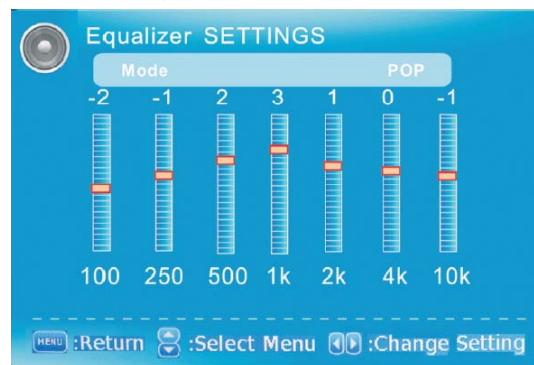 Equalizer SETTINGS
Mode POP
-2 -1 2 3 1 0 -1
100 250 500 1k 2k 4k 10k
MENU :Return :Select Menu :Change Setting